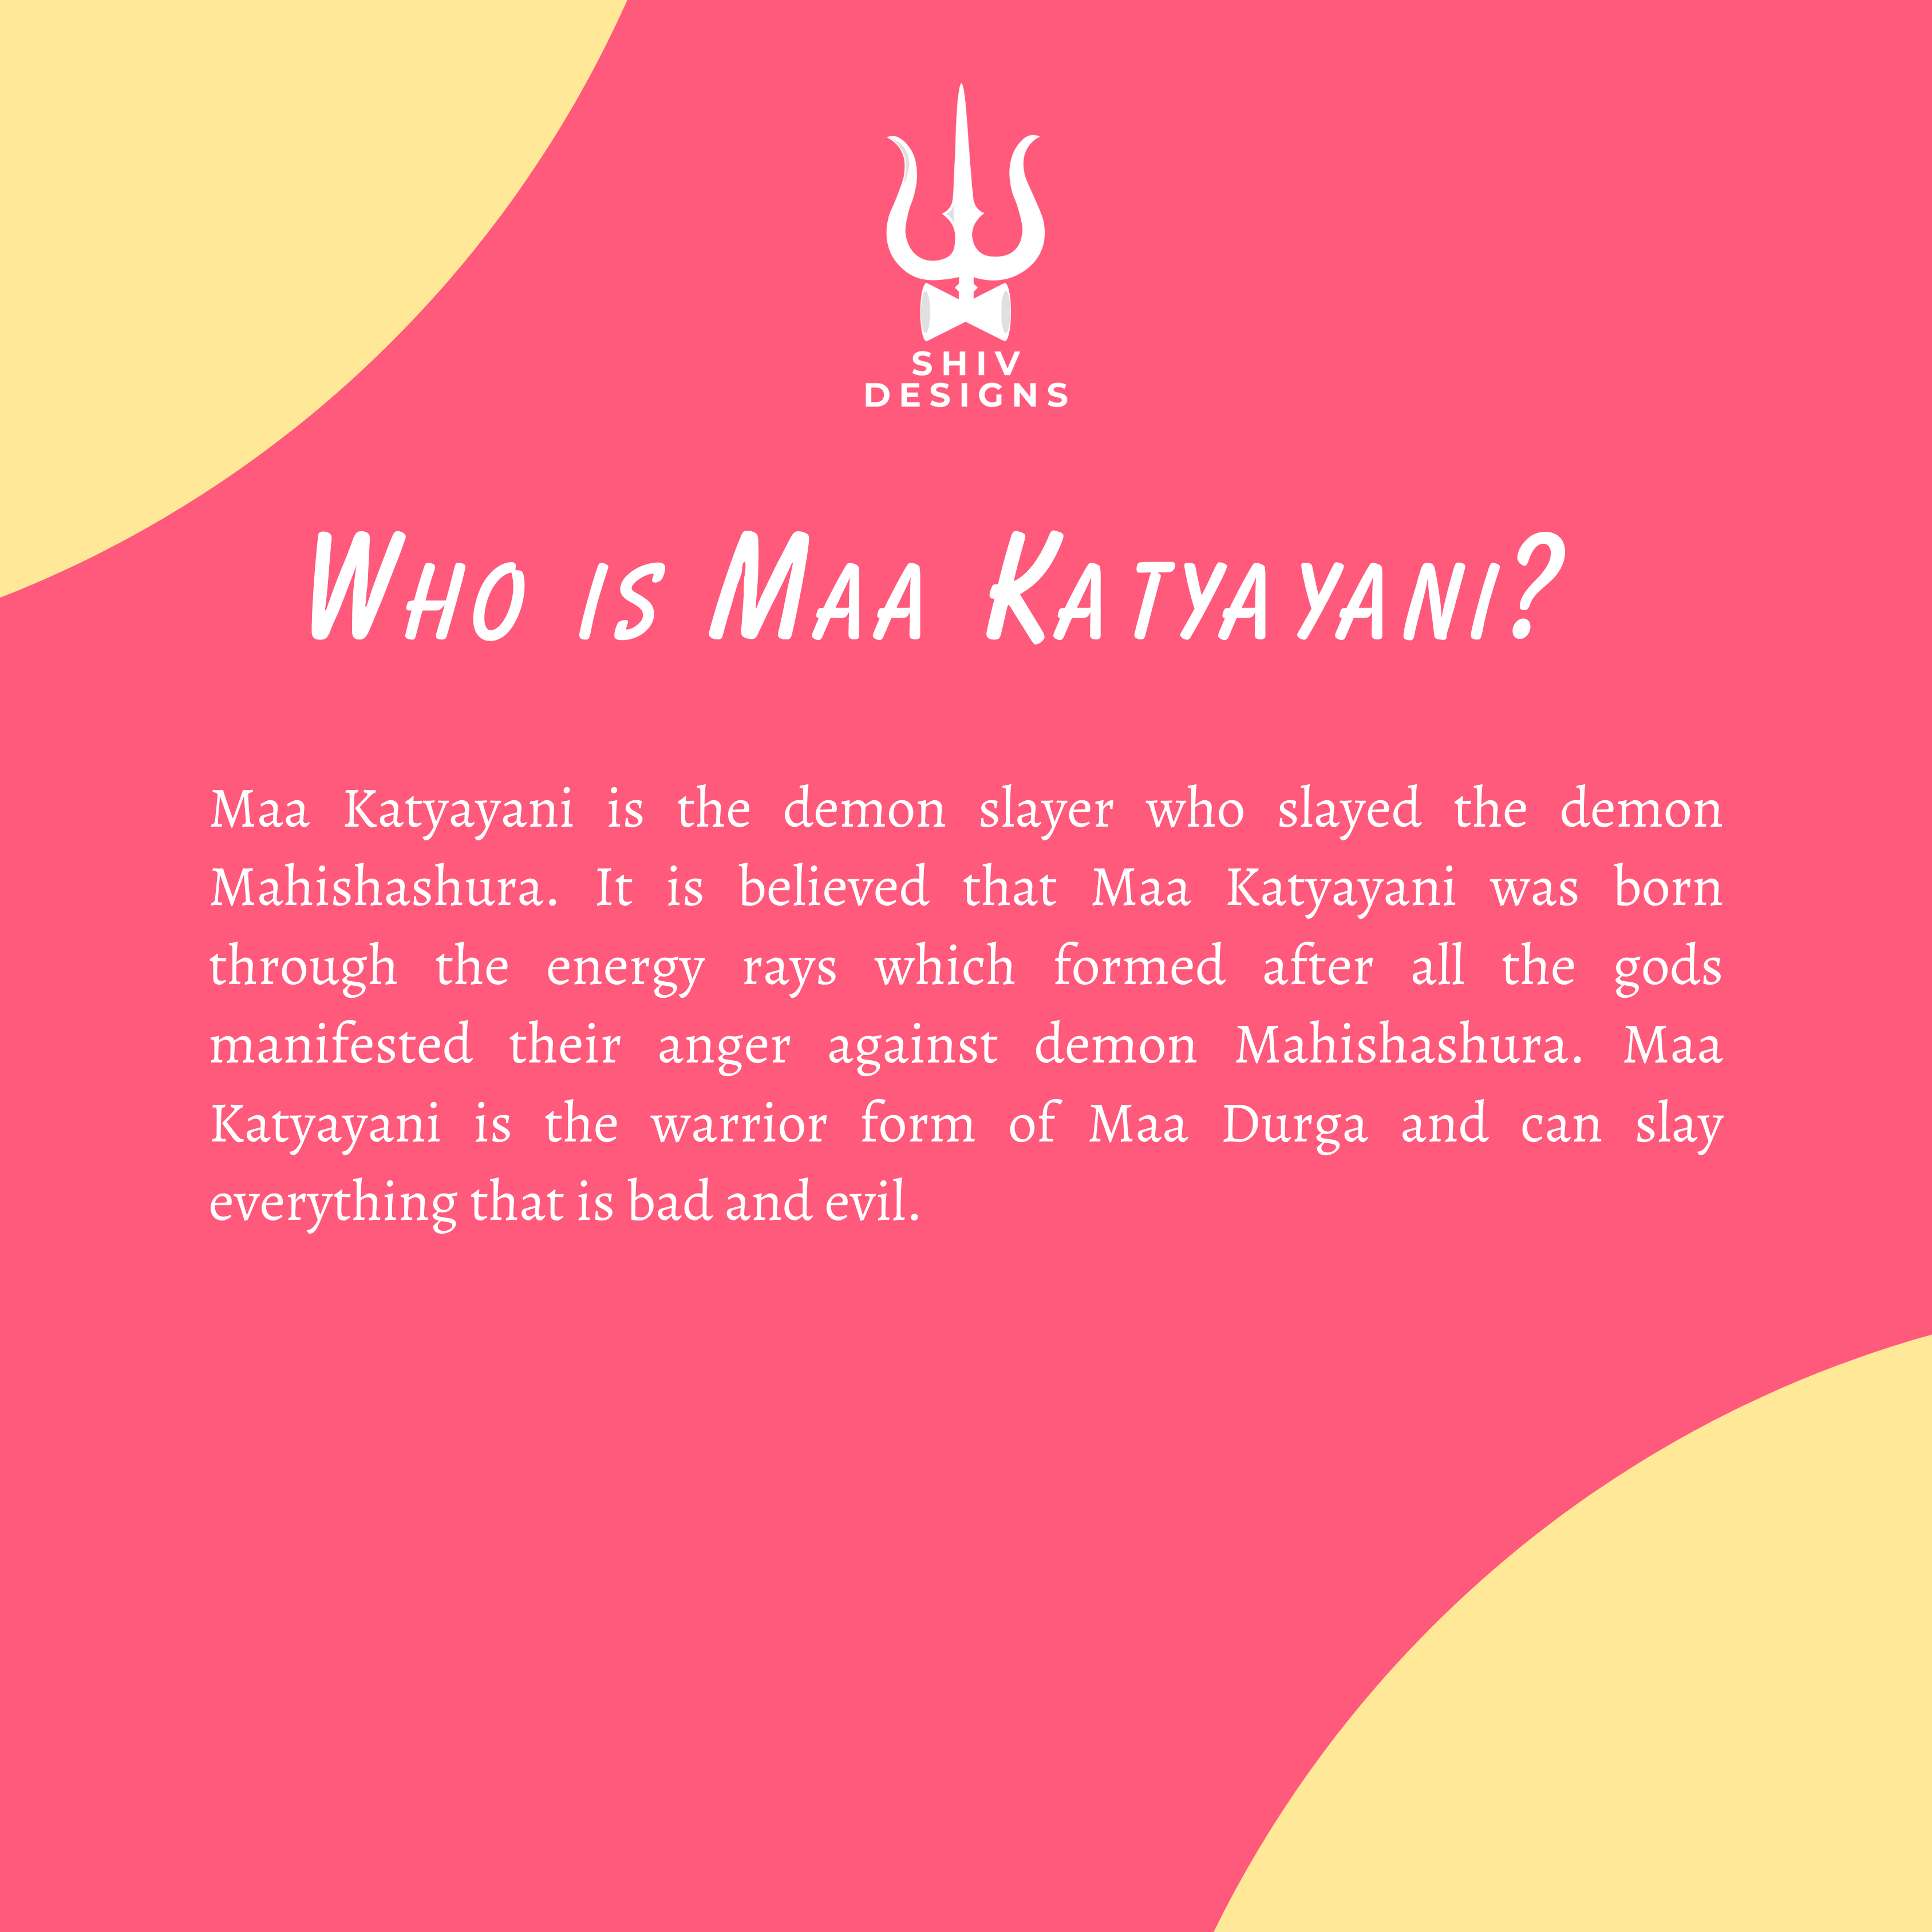 SHIV
DESIGNS
Who is Maa Katyayani?
Maa Katyayani is the demon slayer who slayed the demon
Mahishashura. It is believed that Maa Katyayani was born
through the energy rays which formed after all the gods
manifested their anger against demon Mahishashura. Maa
Katyayani is the warrior form of Maa Durga and can slay
everything that is bad and evil.